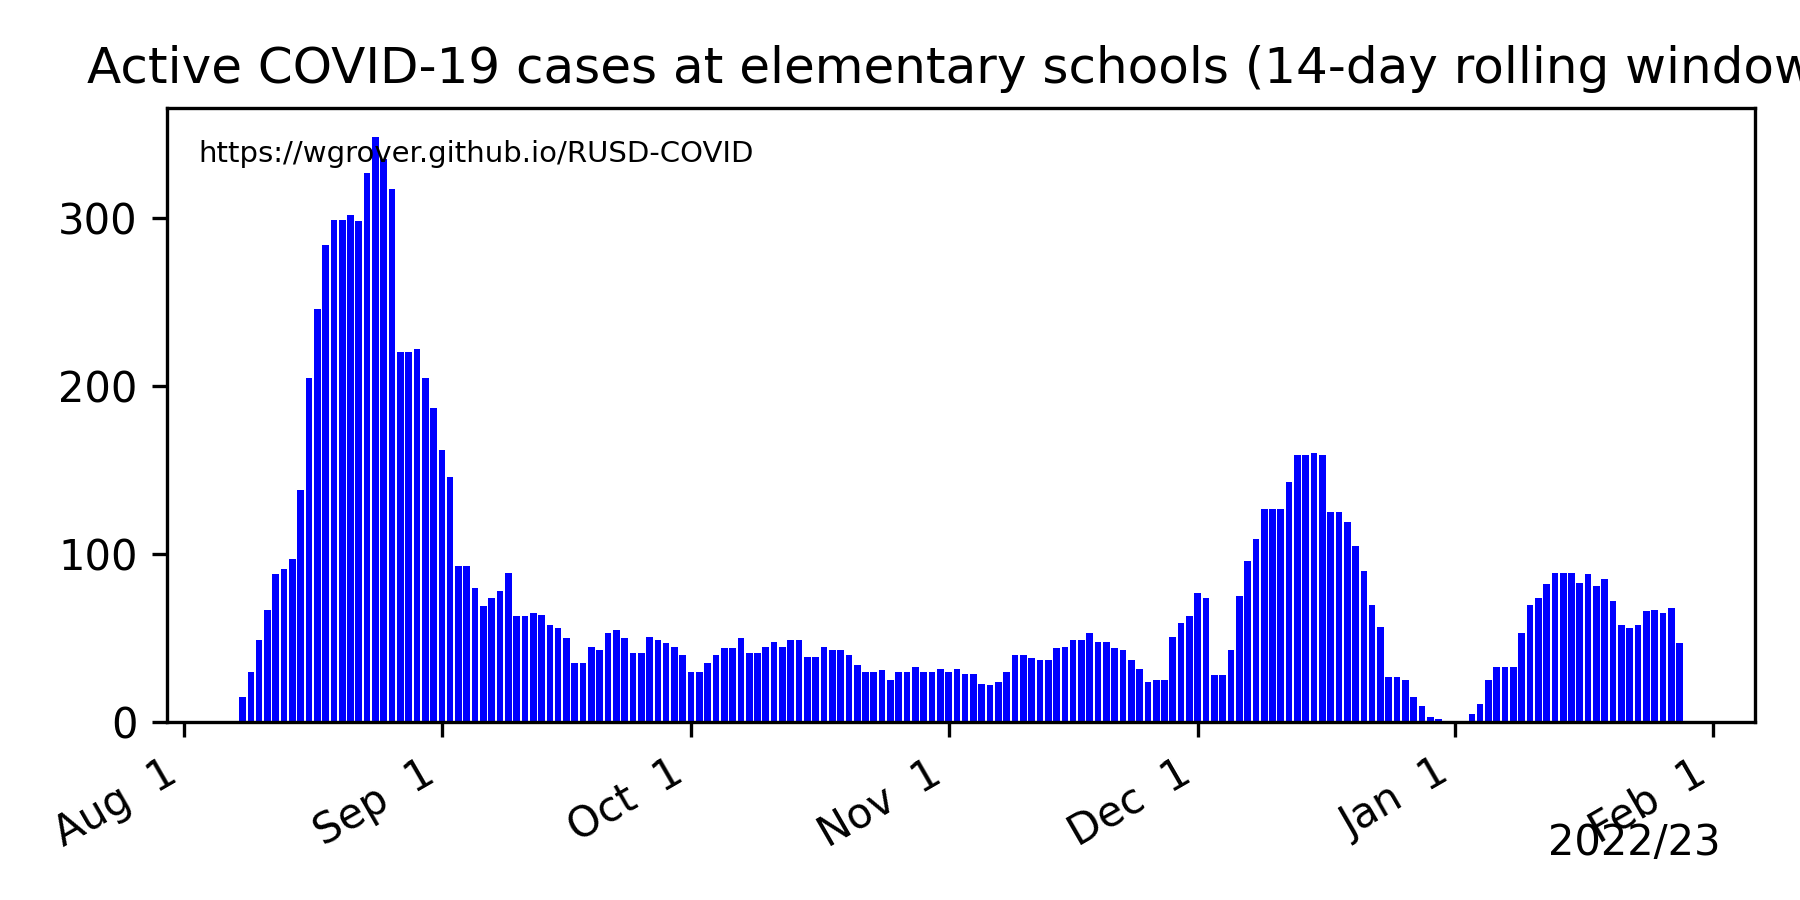 Active COVID-19 cases at elementary schools (14-day rolling window
https://wgrover.github.io/RUSD-COVID
300
200
100
0
Aug 1
Sep 1
Oct 1
Nov 1
Dec 1
Jan 1
Feb 1
2022/23